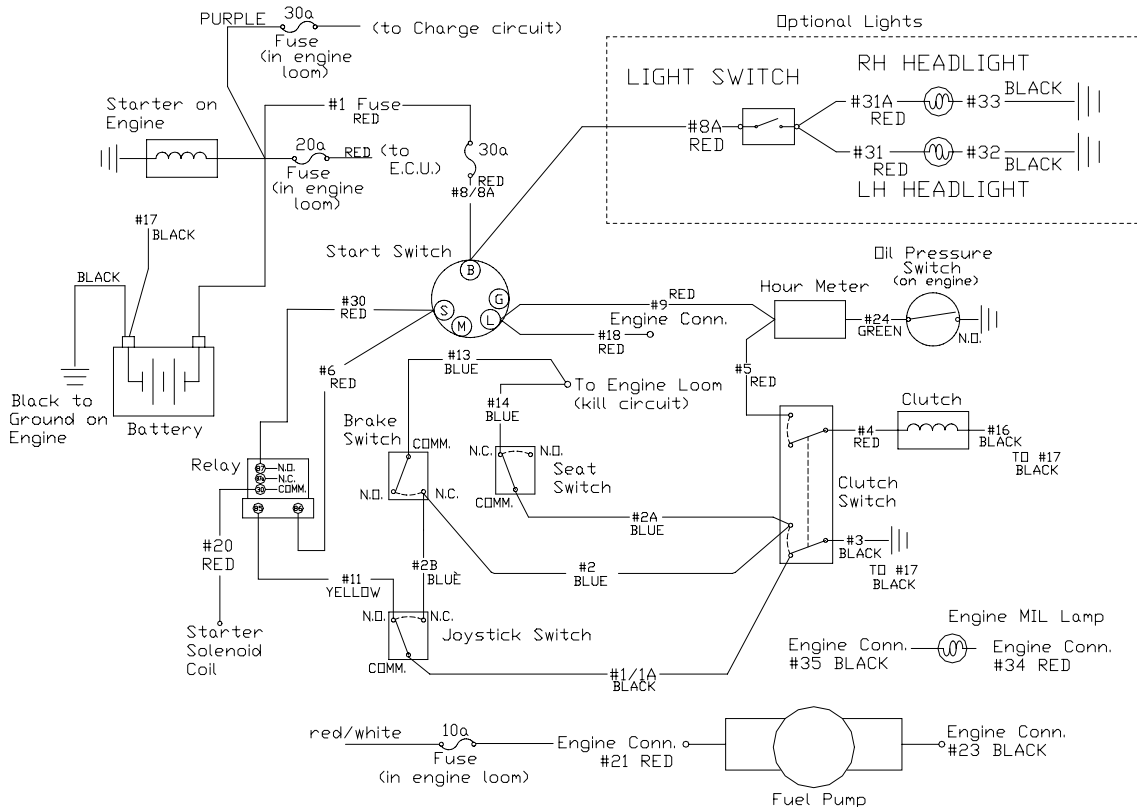 PURPLE
30a
(to Charge circuit)
Fuse
(in engine
loom)
Optional Lights
LIGHT SWITCH
RH HEADLIGHT
#31A
RED
#33
BLACK
#8A
RED
#31
RED
#32
BLACK
LH HEADLIGHT
Starter on
Engine
#1 Fuse
RED
20a
RED
(to
E.C.U.)
Fuse
(in engine
loom)
30a
RED
#8/8A
#17
BLACK
BLACK
Start Switch
B
G
S
L
M
#30
RED
#6
RED
#9
RED
Engine Conn.
#18
RED
Hour Meter
Oil Pressure
Switch
(on engine)
#24
GREEN
N.O.
#5
RED
Black to
Ground on
Engine
Battery
#13
BLUE
To Engine Loom
(kill circuit)
#14
BLUE
Brake
Switch
COMM.
N.O.
N.C.
N.C.
N.O.
Seat
Switch
COMM.
Clutch
#4
RED
#16
BLACK
TO #17
BLACK
Clutch
Switch
#3
BLACK
TO #17
BLACK
Relay
87
N.O.
N.C.
30
COMM.
85
86
#20
RED
Starter
Solenoid
Coil
#2A
BLUE
#2
BLUE
#2B
BLUE
#11
YELLOW
N.O.
N.C.
Joystick Switch
COMM.
#1/1A
BLACK
Engine MIL Lamp
Engine Conn.
#35 BLACK
Engine Conn.
#34 RED
red/white
10a
Fuse
(in engine loom)
Engine Conn.
#21 RED
Engine Conn.
#23 BLACK
Fuel Pump